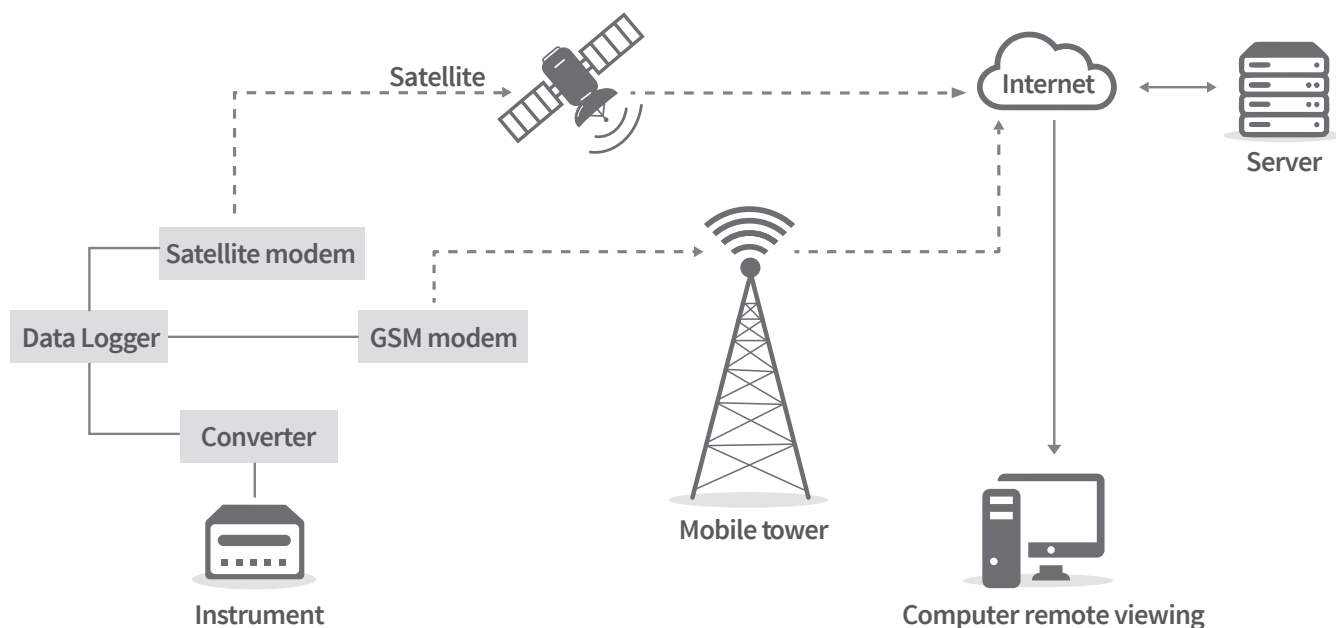 Satellite
Internet
Server
Satellite modem
Data Logger
GSM modem
Converter
Mobile tower
Instrument
Computer remote viewing